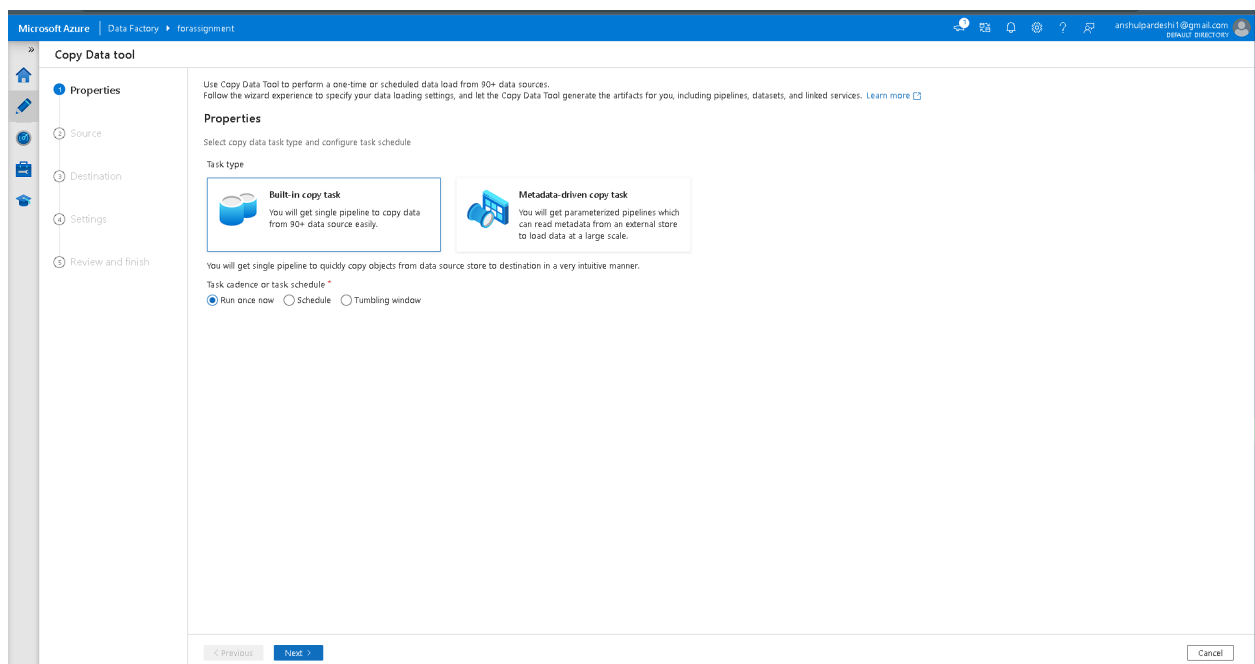 Microsoft Azure | Data Factory ▸ forassignment
1
anshulpardeshi1@gmail.com
DEFAULT DIRECTORY
»
Copy Data tool
1 Properties
2 Source
3 Destination
4 Settings
5 Review and finish
Use Copy Data Tool to perform a one-time or scheduled data load from 90+ data sources.
Follow the wizard experience to specify your data loading settings, and let the Copy Data Tool generate the artifacts for you, including pipelines, datasets, and linked services. Learn more
Properties
Select copy data task type and configure task schedule
Task type
Built-in copy task
You will get single pipeline to copy data
from 90+ data source easily.
Metadata-driven copy task
You will get parameterized pipelines which
can read metadata from an external store
to load data at a large scale.
You will get single pipeline to quickly copy objects from data source store to destination in a very intuitive manner.
Task cadence or task schedule *
Run once now Schedule Tumbling window
< Previous
Next >
Cancel